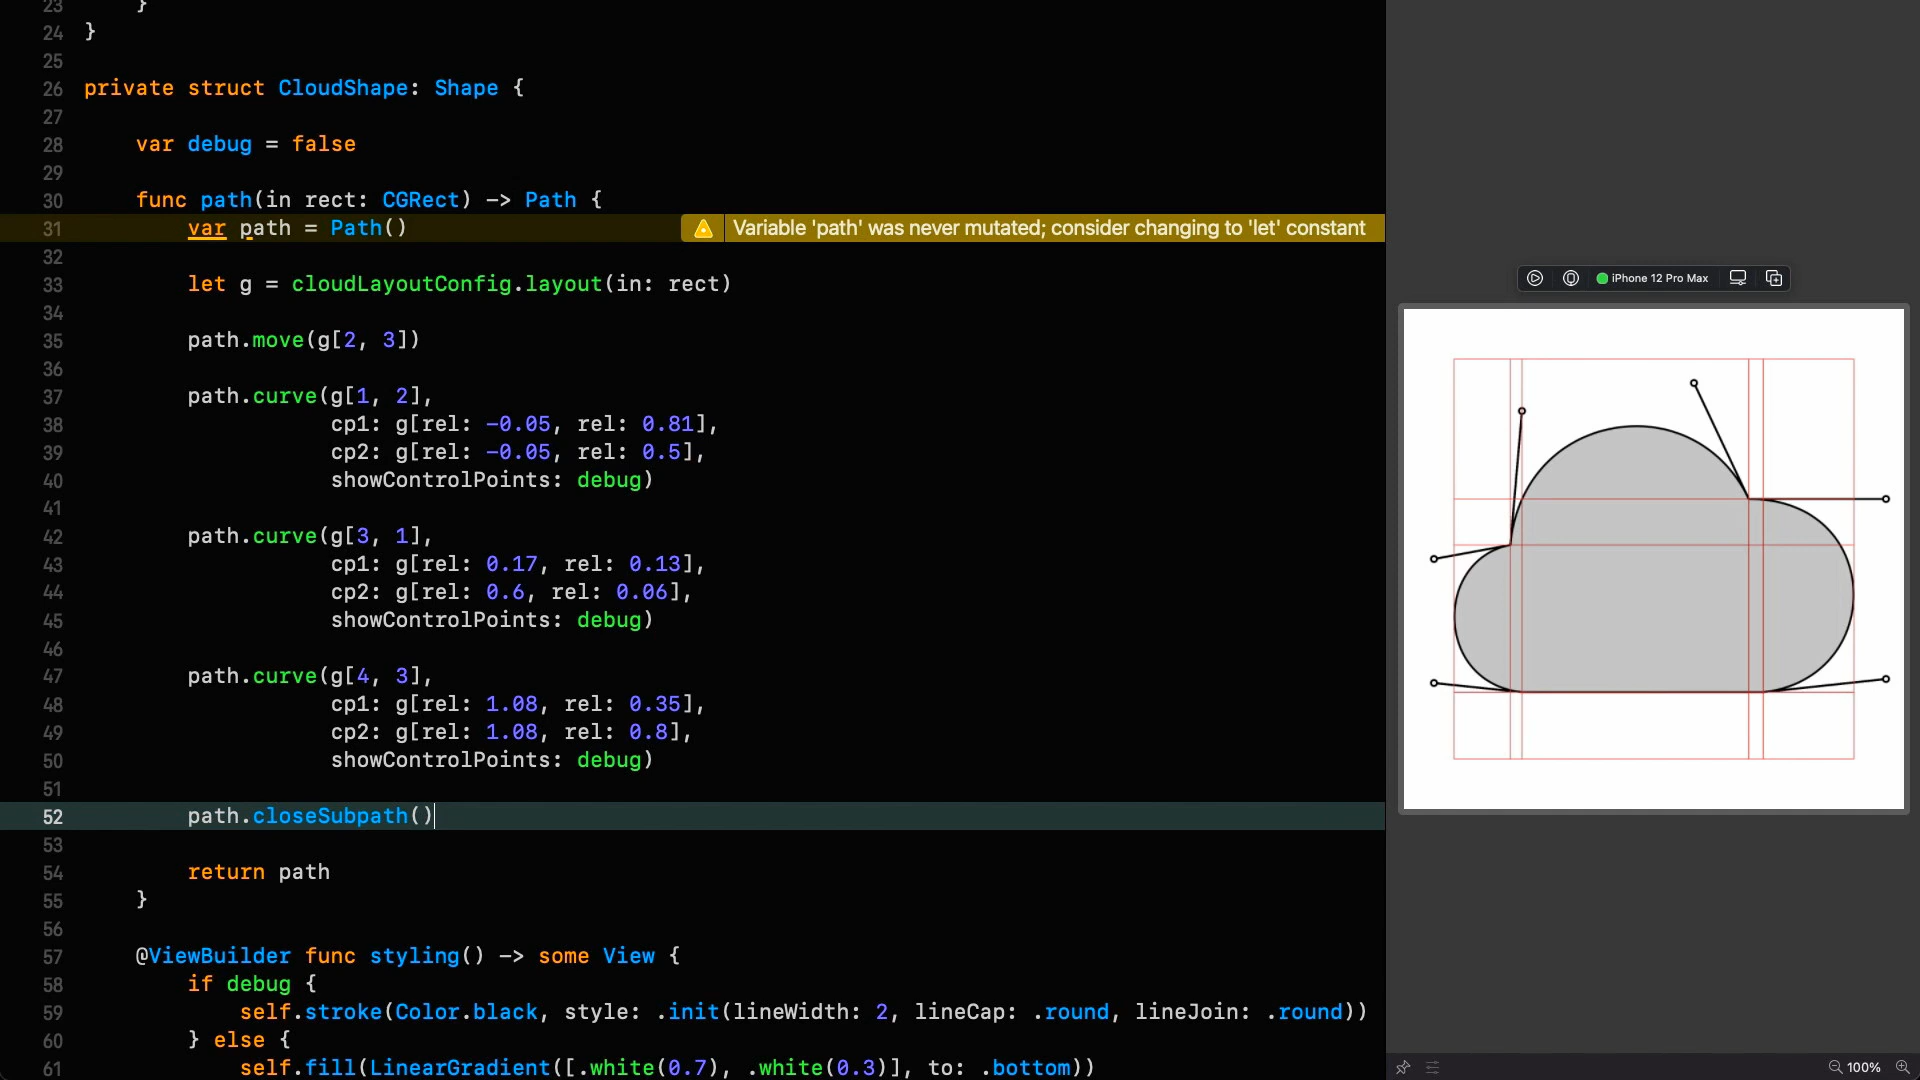 23 }
24 }
25
26 private struct CloudShape: Shape {
27
28 var debug = false
29
30 func path(in rect: CGRect) -> Path {
31 var path = Path() Variable 'path' was never mutated; consider changing to 'let' constant
32
33 let g = cloudLayoutConfig.layout(in: rect)
34
35 path.move(g[2, 3])
36
37 path.curve(g[1, 2],
38 cp1: g[rel: -0.05, rel: 0.81],
39 cp2: g[rel: -0.05, rel: 0.5],
40 showControlPoints: debug)
41
42 path.curve(g[3, 1],
43 cp1: g[rel: 0.17, rel: 0.13],
44 cp2: g[rel: 0.6, rel: 0.06],
45 showControlPoints: debug)
46
47 path.curve(g[4, 3],
48 cp1: g[rel: 1.08, rel: 0.35],
49 cp2: g[rel: 1.08, rel: 0.8],
50 showControlPoints: debug)
51
52 path.closeSubpath()
53
54 return path
55 }
56
57 @ViewBuilder func styling() -> some View {
58 if debug {
59 self.stroke(Color.black, style: .init(lineWidth: 2, lineCap: .round, lineJoin: .round))
60 } else {
61 self.fill(LinearGradient([.white(0.7), .white(0.3)], to: .bottom))
iPhone 12 Pro Max
100%